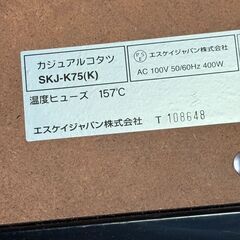 カジュアルコタツ
SKJ-K75(K)
温度ヒューズ 157℃
エスケイジャパン株式会社
AC 100V 50/60Hz 400W
エスケイジャパン株式会社 T 108648